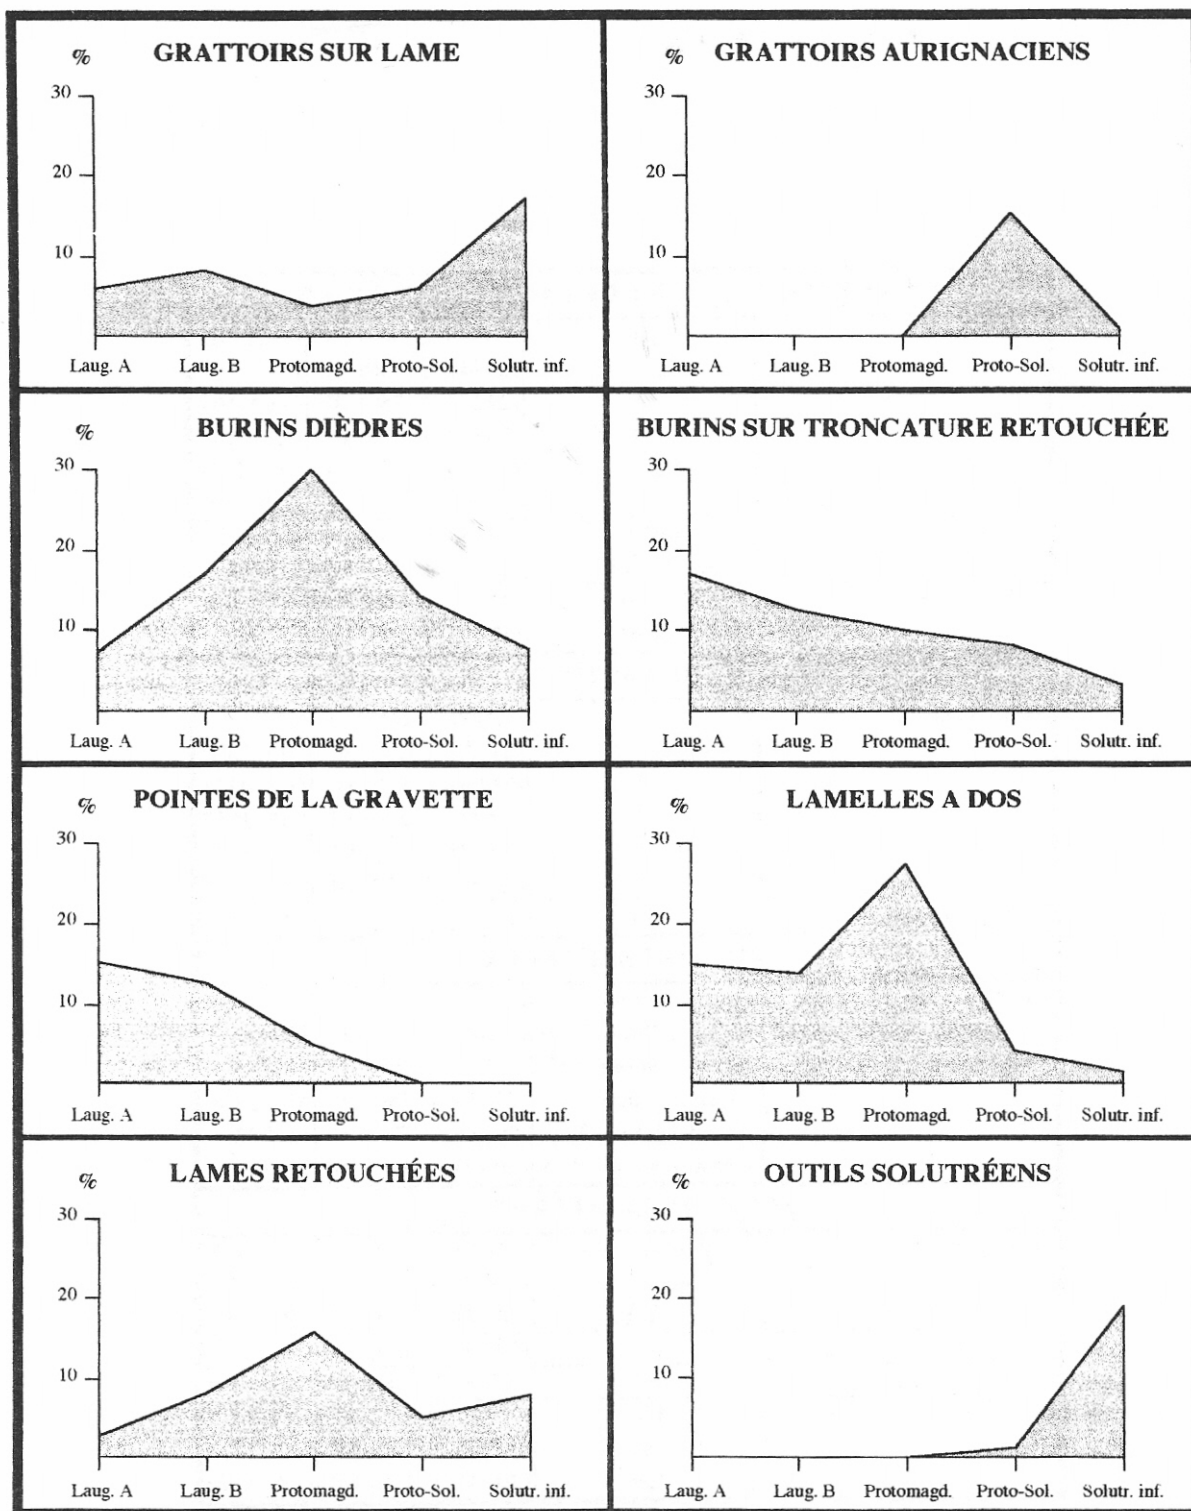 GRATTOIRS SUR LAME
%
30
20
10
Laug. A Laug. B Protomagd. Proto-Sol. Solutr. inf.
GRATTOIRS AURIGNACIENS
%
30
20
10
Laug. A Laug. B Protomagd. Proto-Sol. Solutr. inf.
BURINS DIÈDRES
%
30
20
10
Laug. A Laug. B Protomagd. Proto-Sol. Solutr. inf.
BURINS SUR TRONCATURE RETOUCHÉE
30
20
10
Laug. A Laug. B Protomagd. Proto-Sol. Solutr. inf.
POINTES DE LA GRAVETTE
%
30
20
10
Laug. A Laug. B Protomagd. Proto-Sol. Solutr. inf.
LAMELLES A DOS
%
30
20
10
Laug. A Laug. B Protomagd. Proto-Sol. Solutr. inf.
LAMES RETOUCHÉES
%
30
20
10
Laug. A Laug. B Protomagd. Proto-Sol. Solutr. inf.
OUTILS SOLUTRÉENS
%
30
20
10
Laug. A Laug. B Protomagd. Proto-Sol. Solutr. inf.